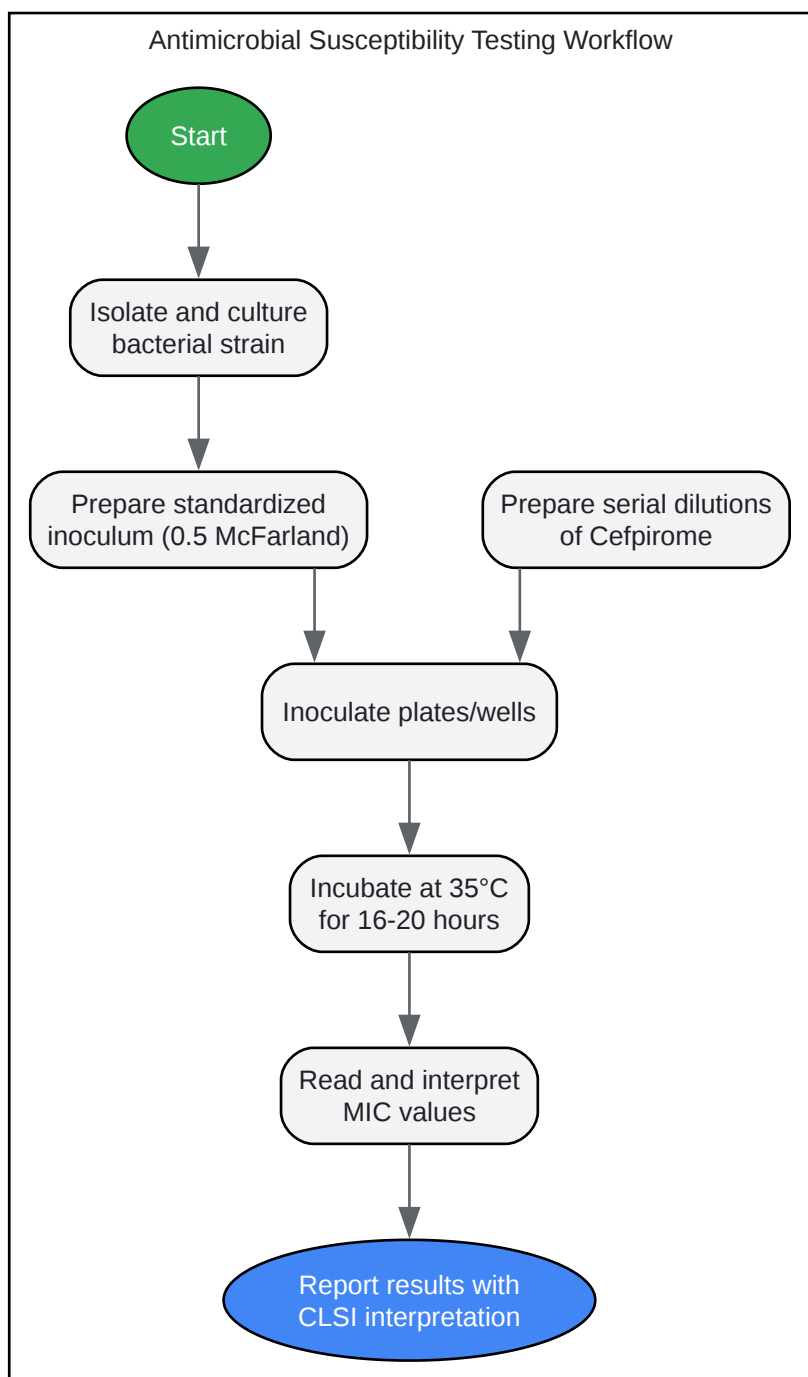 Antimicrobial Susceptibility Testing Workflow
Start
Isolate and culture
bacterial strain
Prepare standardized
inoculum (0.5 McFarland)
Prepare serial dilutions
of Cefpirome
Inoculate plates/wells
Incubate at 35°C
for 16-20 hours
Read and interpret
MIC values
Report results with
CLSI interpretation